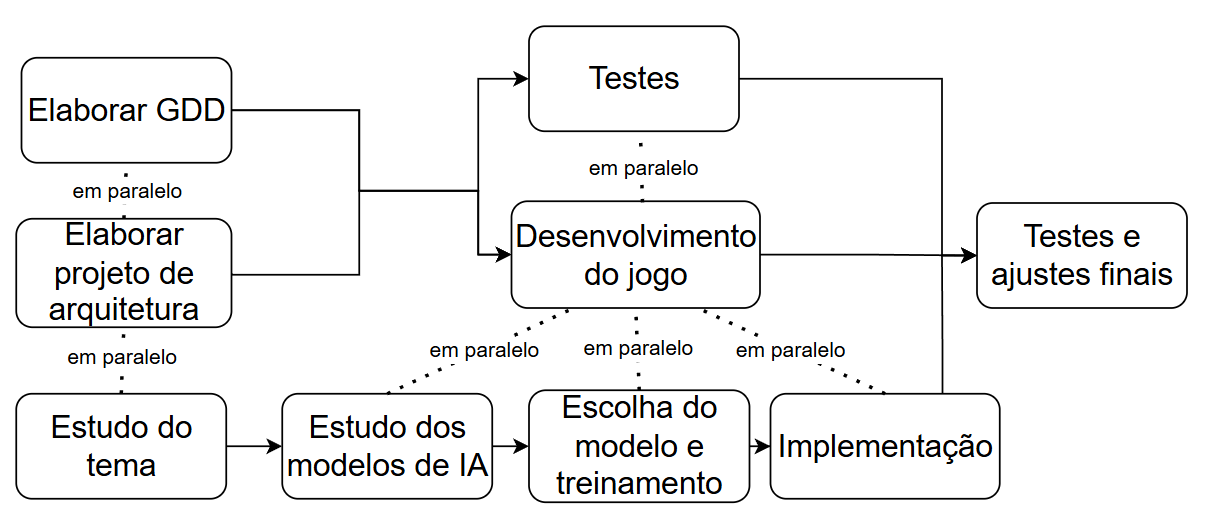 Elaborar GDD
em paralelo
Elaborar
projeto de
arquitetura
em paralelo
Estudo do
tema
Estudo dos
modelos de IA
Escolha do
modelo e
treinamento
Implementação
Testes
em paralelo
Desenvolvimento
do jogo
em paralelo
em paralelo
em paralelo
Testes e
ajustes finais